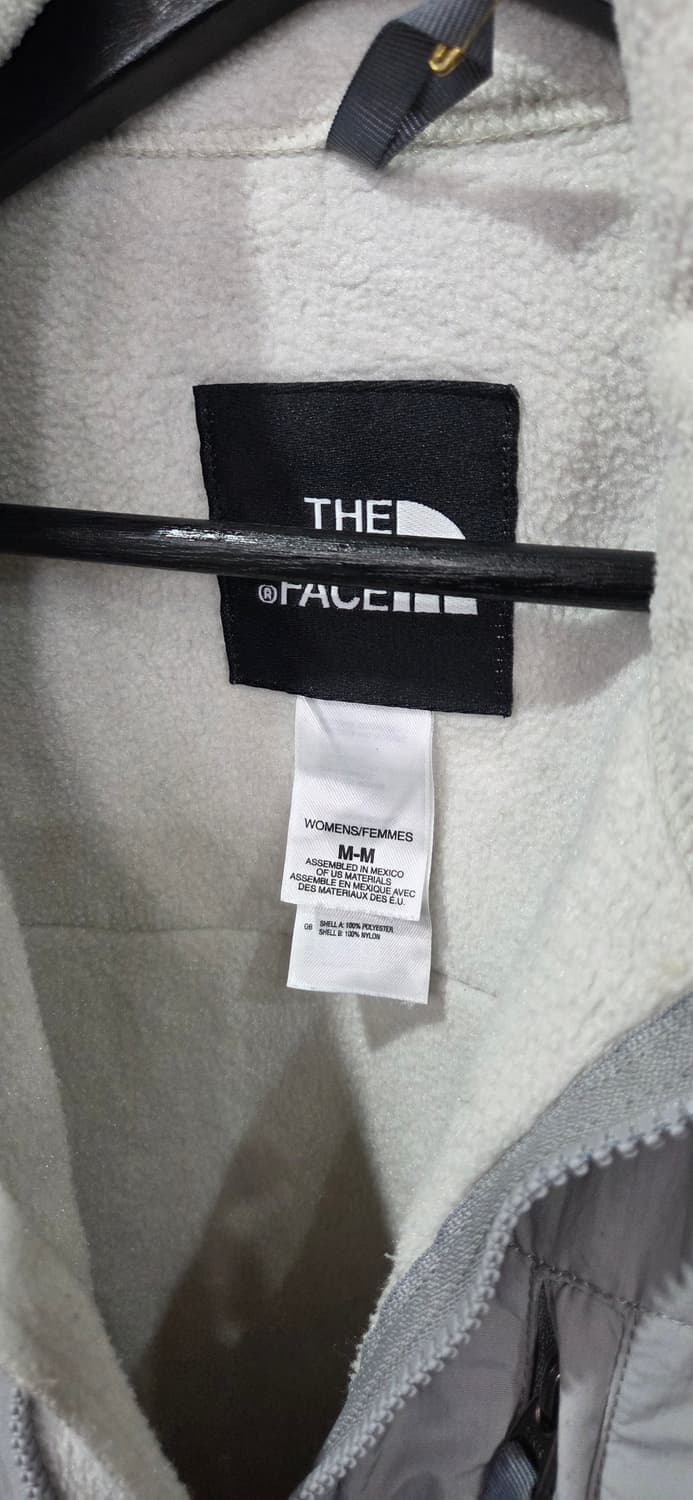 THE
®FACE
WOMENS/FEMMES
M-M
ASSEMBLED IN MEXICO
OF US MATERIALS
ASSEMBLE EN MEXIQUE AVEC
DES MATERIAUX DES É.U.
GB SHELL A: 100% POLYESTER
SHELL B: 100% NYLON